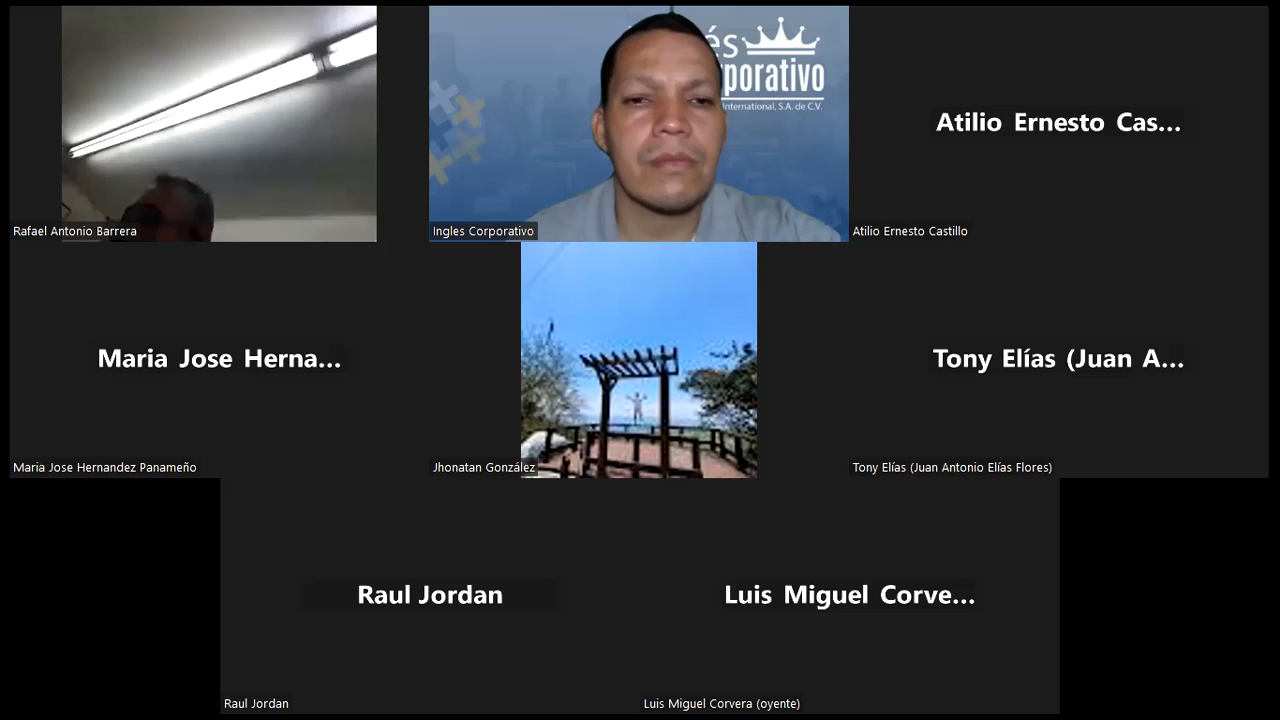 és
porativo
International, S.A. de C.V.
Rafael Antonio Barrera
Ingles Corporativo
Atilio Ernesto Cas...
Atilio Ernesto Castillo
Maria Jose Herna...
Maria Jose Hernandez Panameño
Jhonatan González
Tony Elías (Juan A...
Tony Elías (Juan Antonio Elías Flores)
Raul Jordan
Raul Jordan
Luis Miguel Corve...
Luis Miguel Corvera (oyente)